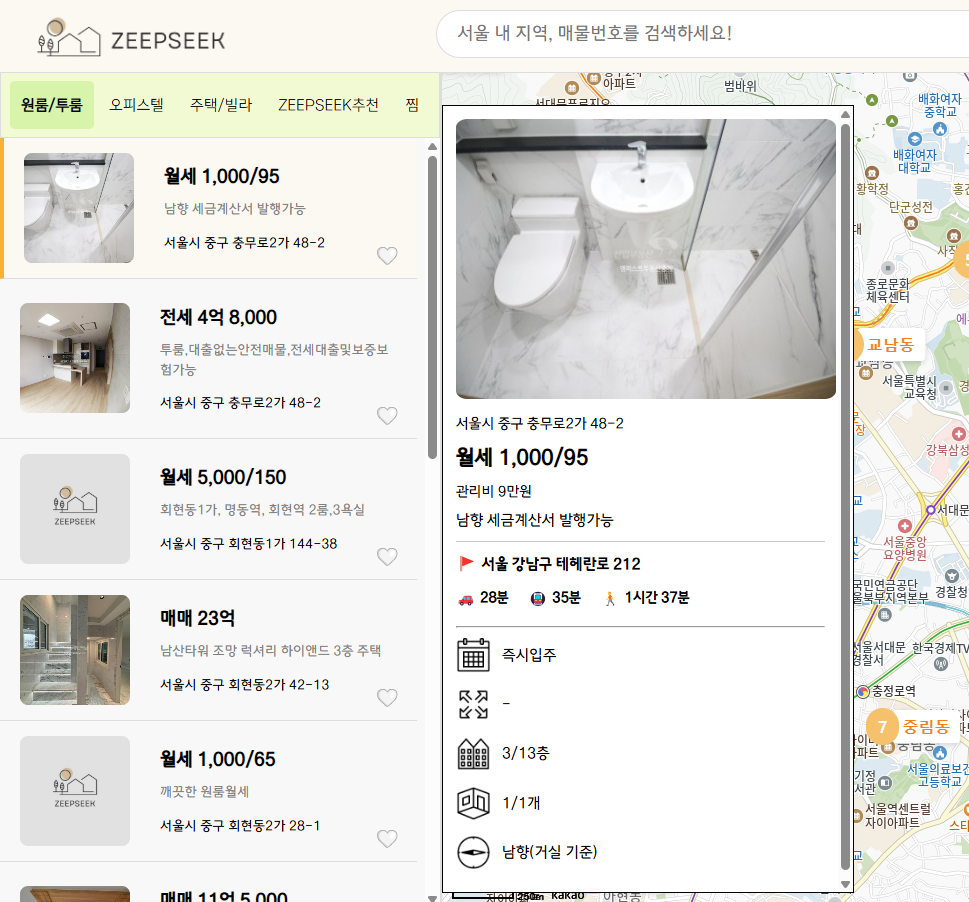 ZEEPSEEK
서울 내 지역, 매물번호를 검색하세요!
원룸/투룸
오피스텔
주택/빌라
ZEEPSEEK추천
찜
월세 1,000/95
남향 세금계산서 발행가능
서울시 중구 충무로2가 48-2
전세 4억 8,000
투룸,대출없는안전매물,전세대출및보증보
험가능
서울시 중구 충무로2가 48-2
ZEEPSEEK
월세 5,000/150
회현동1가, 명동역, 회현역 2룸,3욕실
서울시 중구 회현동1가 144-38
매매 23억
남산타워 조망 럭셔리 하이앤드 3층 주택
서울시 중구 회현동2가 42-13
ZEEPSEEK
월세 1,000/65
깨끗한 원룸월세
서울시 중구 회현동2가 28-1
매매 11억 5,000
서울시 중구 충무로2가 48-2
월세 1,000/95
관리비 9만원
남향 세금계산서 발행가능
서울 강남구 테헤란로 212
28분
35분
1시간 37분
즉시입주
-
3/13층
1/1개
남향(거실 기준)
아파트
범바위
서대문푸르지오
배화여자
중학교
배화여자
대학교
황학정
단군성전
종로문화
체육센터
교남동
서울특별시
교육청
강북삼성
서대문
서울중앙
요양병원
국민연금공단
서울북부지역본부
경찰청
서울서대문
경찰서
한국경제TV
충정로역
7
중림동
서울의료보건
고등학교
서울역센트럴
자이아파트
250m
kakao
아현동